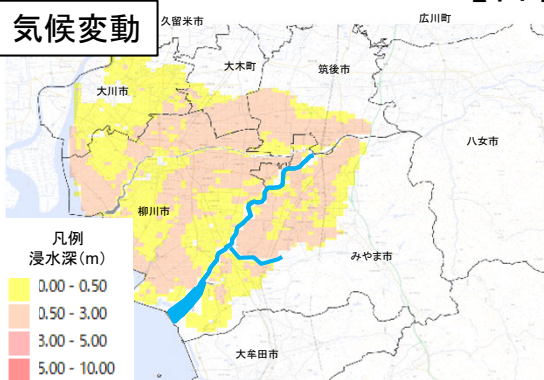 気候変動
久留米市
広川町
大木町
筑後市
大川市
八女市
柳川市
みやま市
大牟田市
凡例
浸水深(m)
0.00 - 0.50
0.50 - 3.00
3.00 - 5.00
5.00 - 10.00